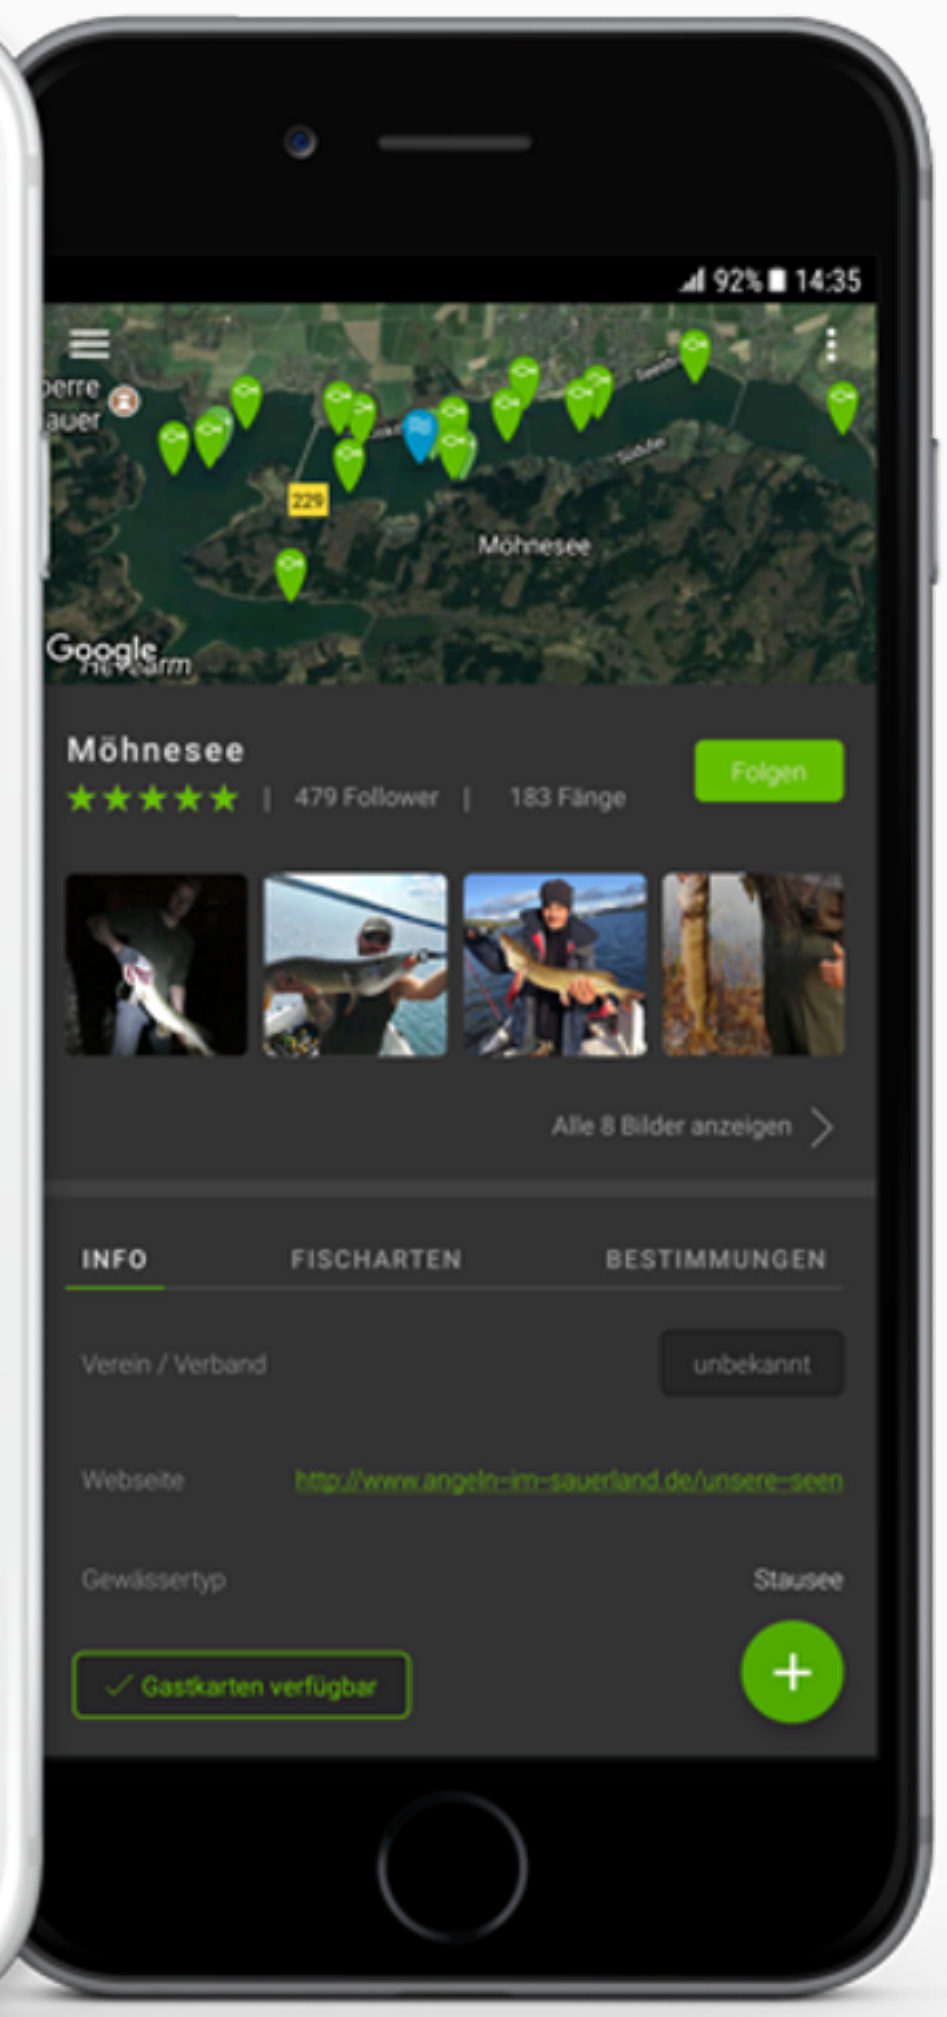 92% 14:35
perre
auer
229
Möhnesee
Google
Möhnesee
| 479 Follower | 183 Fänge
Folgen
Alle 8 Bilder anzeigen
INFO FISCHARTEN BESTIMMUNGEN
Verein / Verband unbekannt
Webseite http://www.angeln-im-sauerland.de/unsere-seen
Gewässertyp Stausee
Gastkarten verfügbar